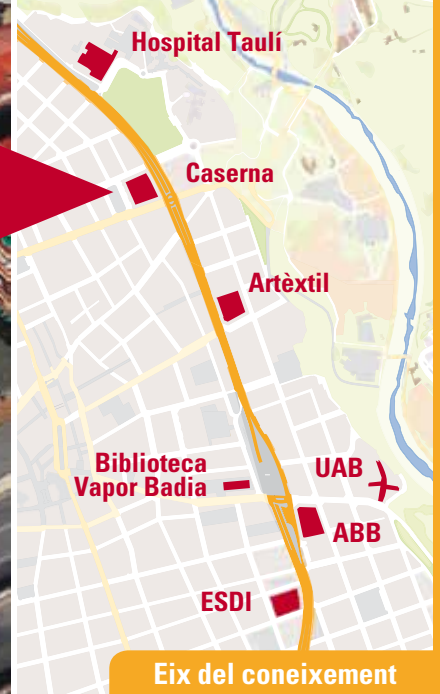 Hospital Taulí
Caserna
Artèxtil
Biblioteca
Vapor Badia
UAB
ABB
ESDI
Eix del coneixement